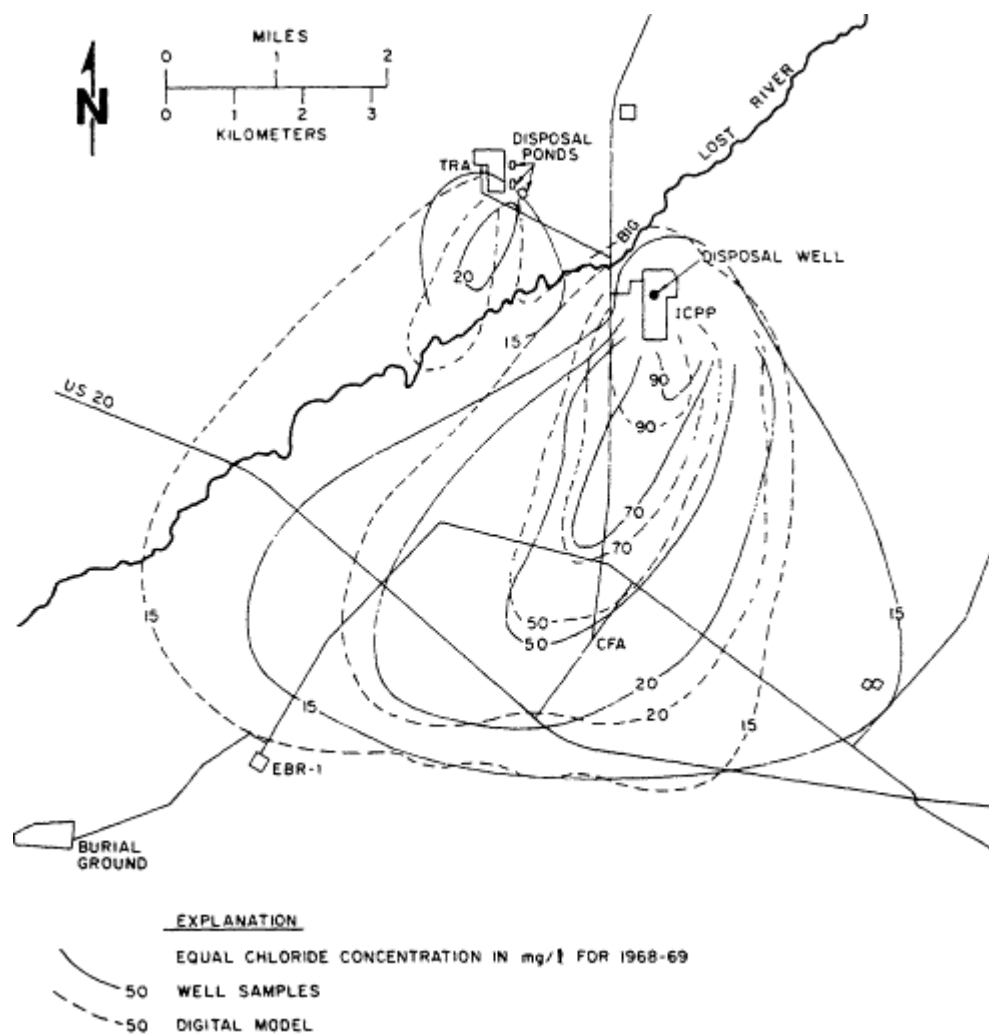 MILES
0 1 2
N
0 1 2 3
KILOMETERS
DISPOSAL
PONDS
TRA
BIG LOST RIVER
DISPOSAL WELL
ICPP
20
15
US 20
90
90
70
70
50
50
CFA
15
15
20
20
15
15
8
EBR-1
BURIAL
GROUND
EXPLANATION
EQUAL CHLORIDE CONCENTRATION IN mg/ℓ FOR 1968-69
50 WELL SAMPLES
50 DIGITAL MODEL